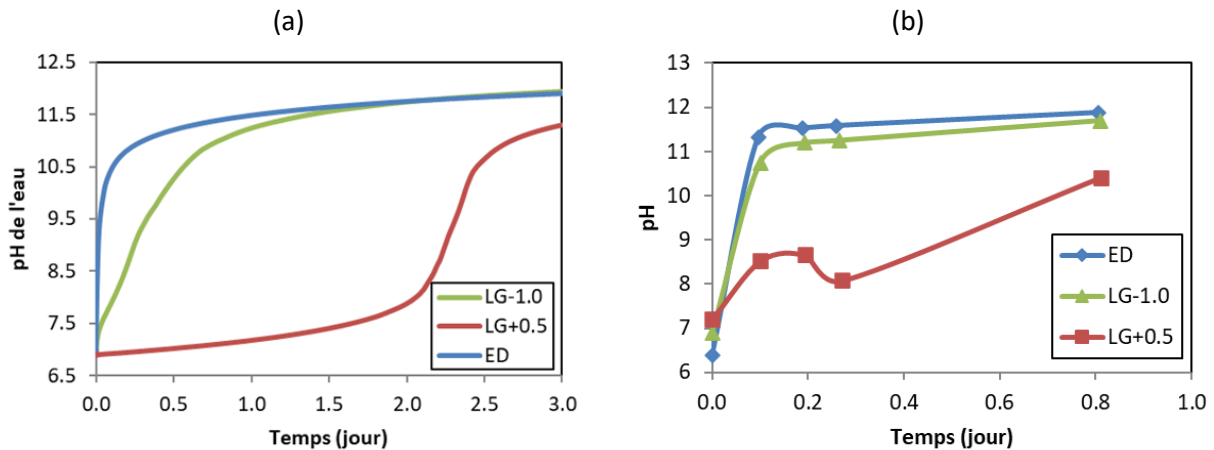 (a)
pH de l'eau
12.5
11.5
10.5
9.5
8.5
7.5
6.5
0.0 0.5 1.0 1.5 2.0 2.5 3.0
Temps (jour)
LG-1.0
LG+0.5
ED
(b)
pH
13
12
11
10
9
8
7
6
0.0 0.2 0.4 0.6 0.8 1.0
Temps (jour)
ED
LG-1.0
LG+0.5